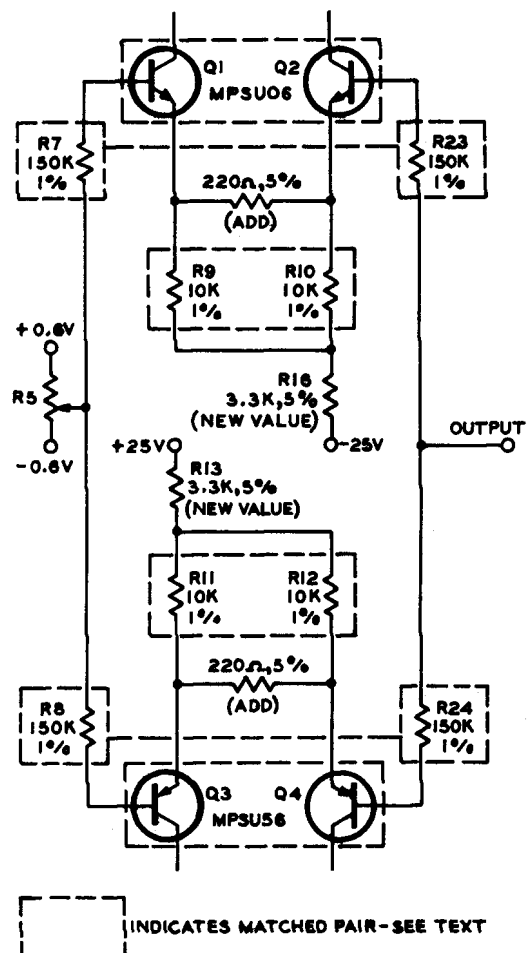 Q1
Q2
MPSU06
R7
150K
1%
R23
150K
1%
220Ω,5%
(ADD)
R9
10K
1%
R10
10K
1%
+0.6V
R5
-0.6V
R16
3.3K,5%
(NEW VALUE)
+25V
-25V
OUTPUT
R13
3.3K,5%
(NEW VALUE)
R11
10K
1%
R12
10K
1%
220Ω,5%
(ADD)
R8
150K
1%
R24
150K
1%
Q3
Q4
MPSU56
INDICATES MATCHED PAIR-SEE TEXT